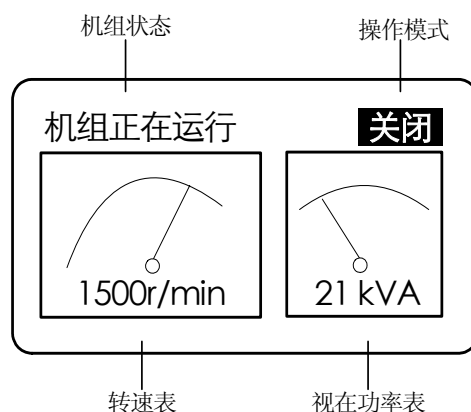 机组状态 操作模式
机组正在运行 关闭
1500r/min 21 kVA
转速表 视在功率表